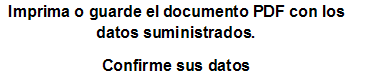 Imprima o guarde el documento PDF con los
datos suministrados.
Confirme sus datos